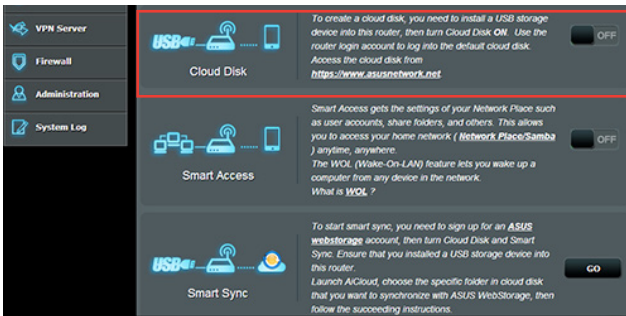 VPN Server
Firewall
Administration
System Log
USB
Cloud Disk
To create a cloud disk, you need to install a USB storage
device into this router, then turn Cloud Disk ON. Use the
router login account to log into the default cloud disk.
Access the cloud disk from
https://www.asusnetwork.net.
OFF
Smart Access
Smart Access gets the settings of your Network Place such
as user accounts, share folders, and others. This allows
you to access your home network ( Network Place/Samba
) anytime, anywhere.
The WOL (Wake-On-LAN) feature lets you wake up a
computer from any device in the network.
What is WOL ?
OFF
USB
Smart Sync
To start smart sync, you need to sign up for an ASUS
webstorage account, then turn Cloud Disk and Smart
Sync. Ensure that you installed a USB storage device into
this router.
Launch AiCloud, choose the specific folder in cloud disk
that you want to synchronize with ASUS WebStorage, then
follow the succeeding instructions.
GO